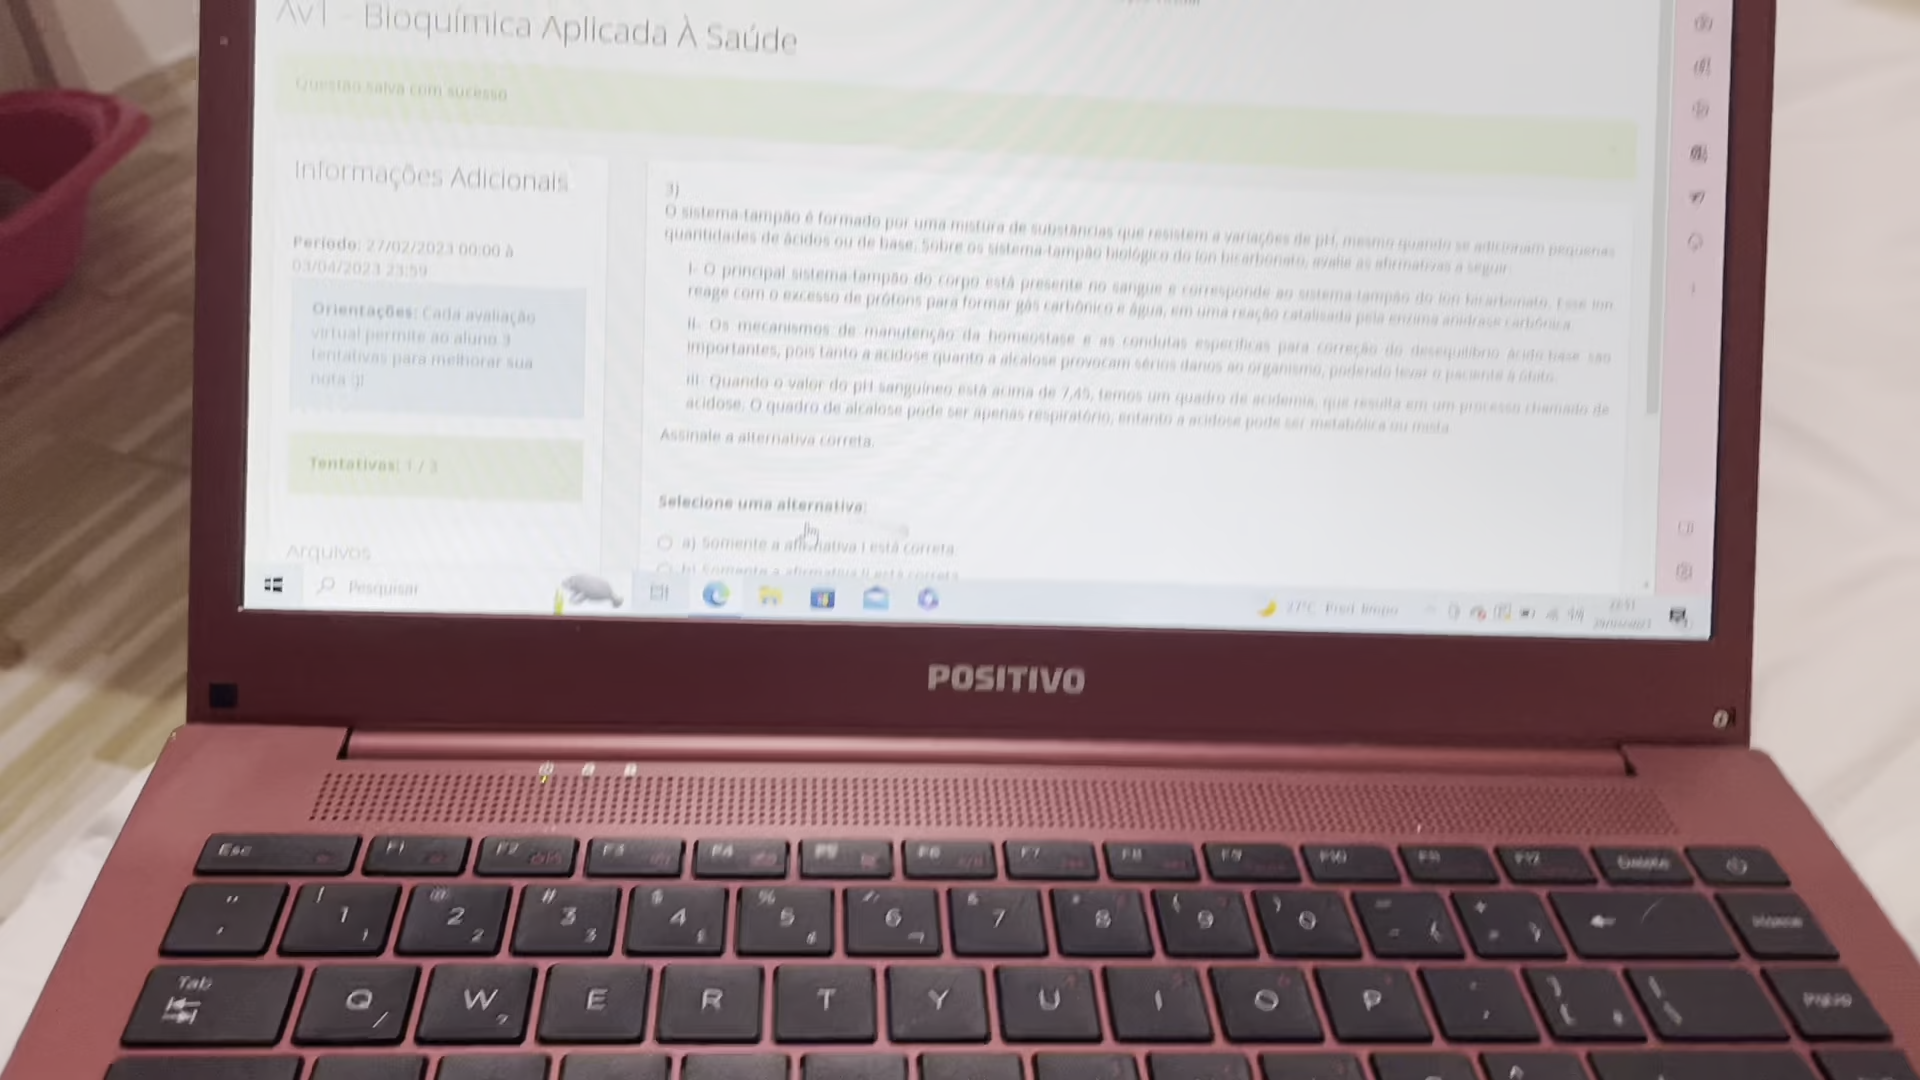 Av1 - Bioquímica Aplicada À Saúde
Questão salva com sucesso
Informações Adicionais
Período: 27/02/2023 00:00 à
03/04/2023 23:59
Orientações: Cada avaliação
virtual permite ao aluno 3
tentativas para melhorar sua
nota
Tentativas: 1 / 3
Arquivos
3)
O sistema-tampão é formado por uma mistura de substâncias que resistem a variações de pH, mesmo quando se adicionam pequenas
quantidades de ácidos ou de base. Sobre os sistema-tampão biológico do íon bicarbonato, avalie as afirmativas a seguir
I- O principal sistema-tampão do corpo está presente no sangue e corresponde ao sistema-tampão do íon bicarbonato. Esse íon
reage com o excesso de prótons para formar gás carbônico e água, em uma reação catalisada pela enzima anidrase carbônica
II- Os mecanismos de manutenção da homeostase e as condutas específicas para correção do desequilíbrio ácido-base são
importantes, pois tanto a acidose quanto a alcalose provocam sérios danos ao organismo, podendo levar o paciente a óbito.
III- Quando o valor do pH sanguíneo está acima de 7,45, temos um quadro de acidemia, que resulta em um processo chamado de
acidose. O quadro de alcalose pode ser apenas respiratório, entanto a acidose pode ser metabólica ou mista.
Assinale a alternativa correta.
Selecione uma alternativa:
a) Somente a afirmativa I está correta
b) Somente a afirmativa II está correta
Pesquisar
27°C Pred. limpo
POSITIVO
Esc F1 F2 F3 F4 F5 F6 F7 F8 F9 F10 F11 F12 Delete
1 2 3 4 5 6 7 8 9 0 Home
Tab Q W E R T Y U I O P PgUp